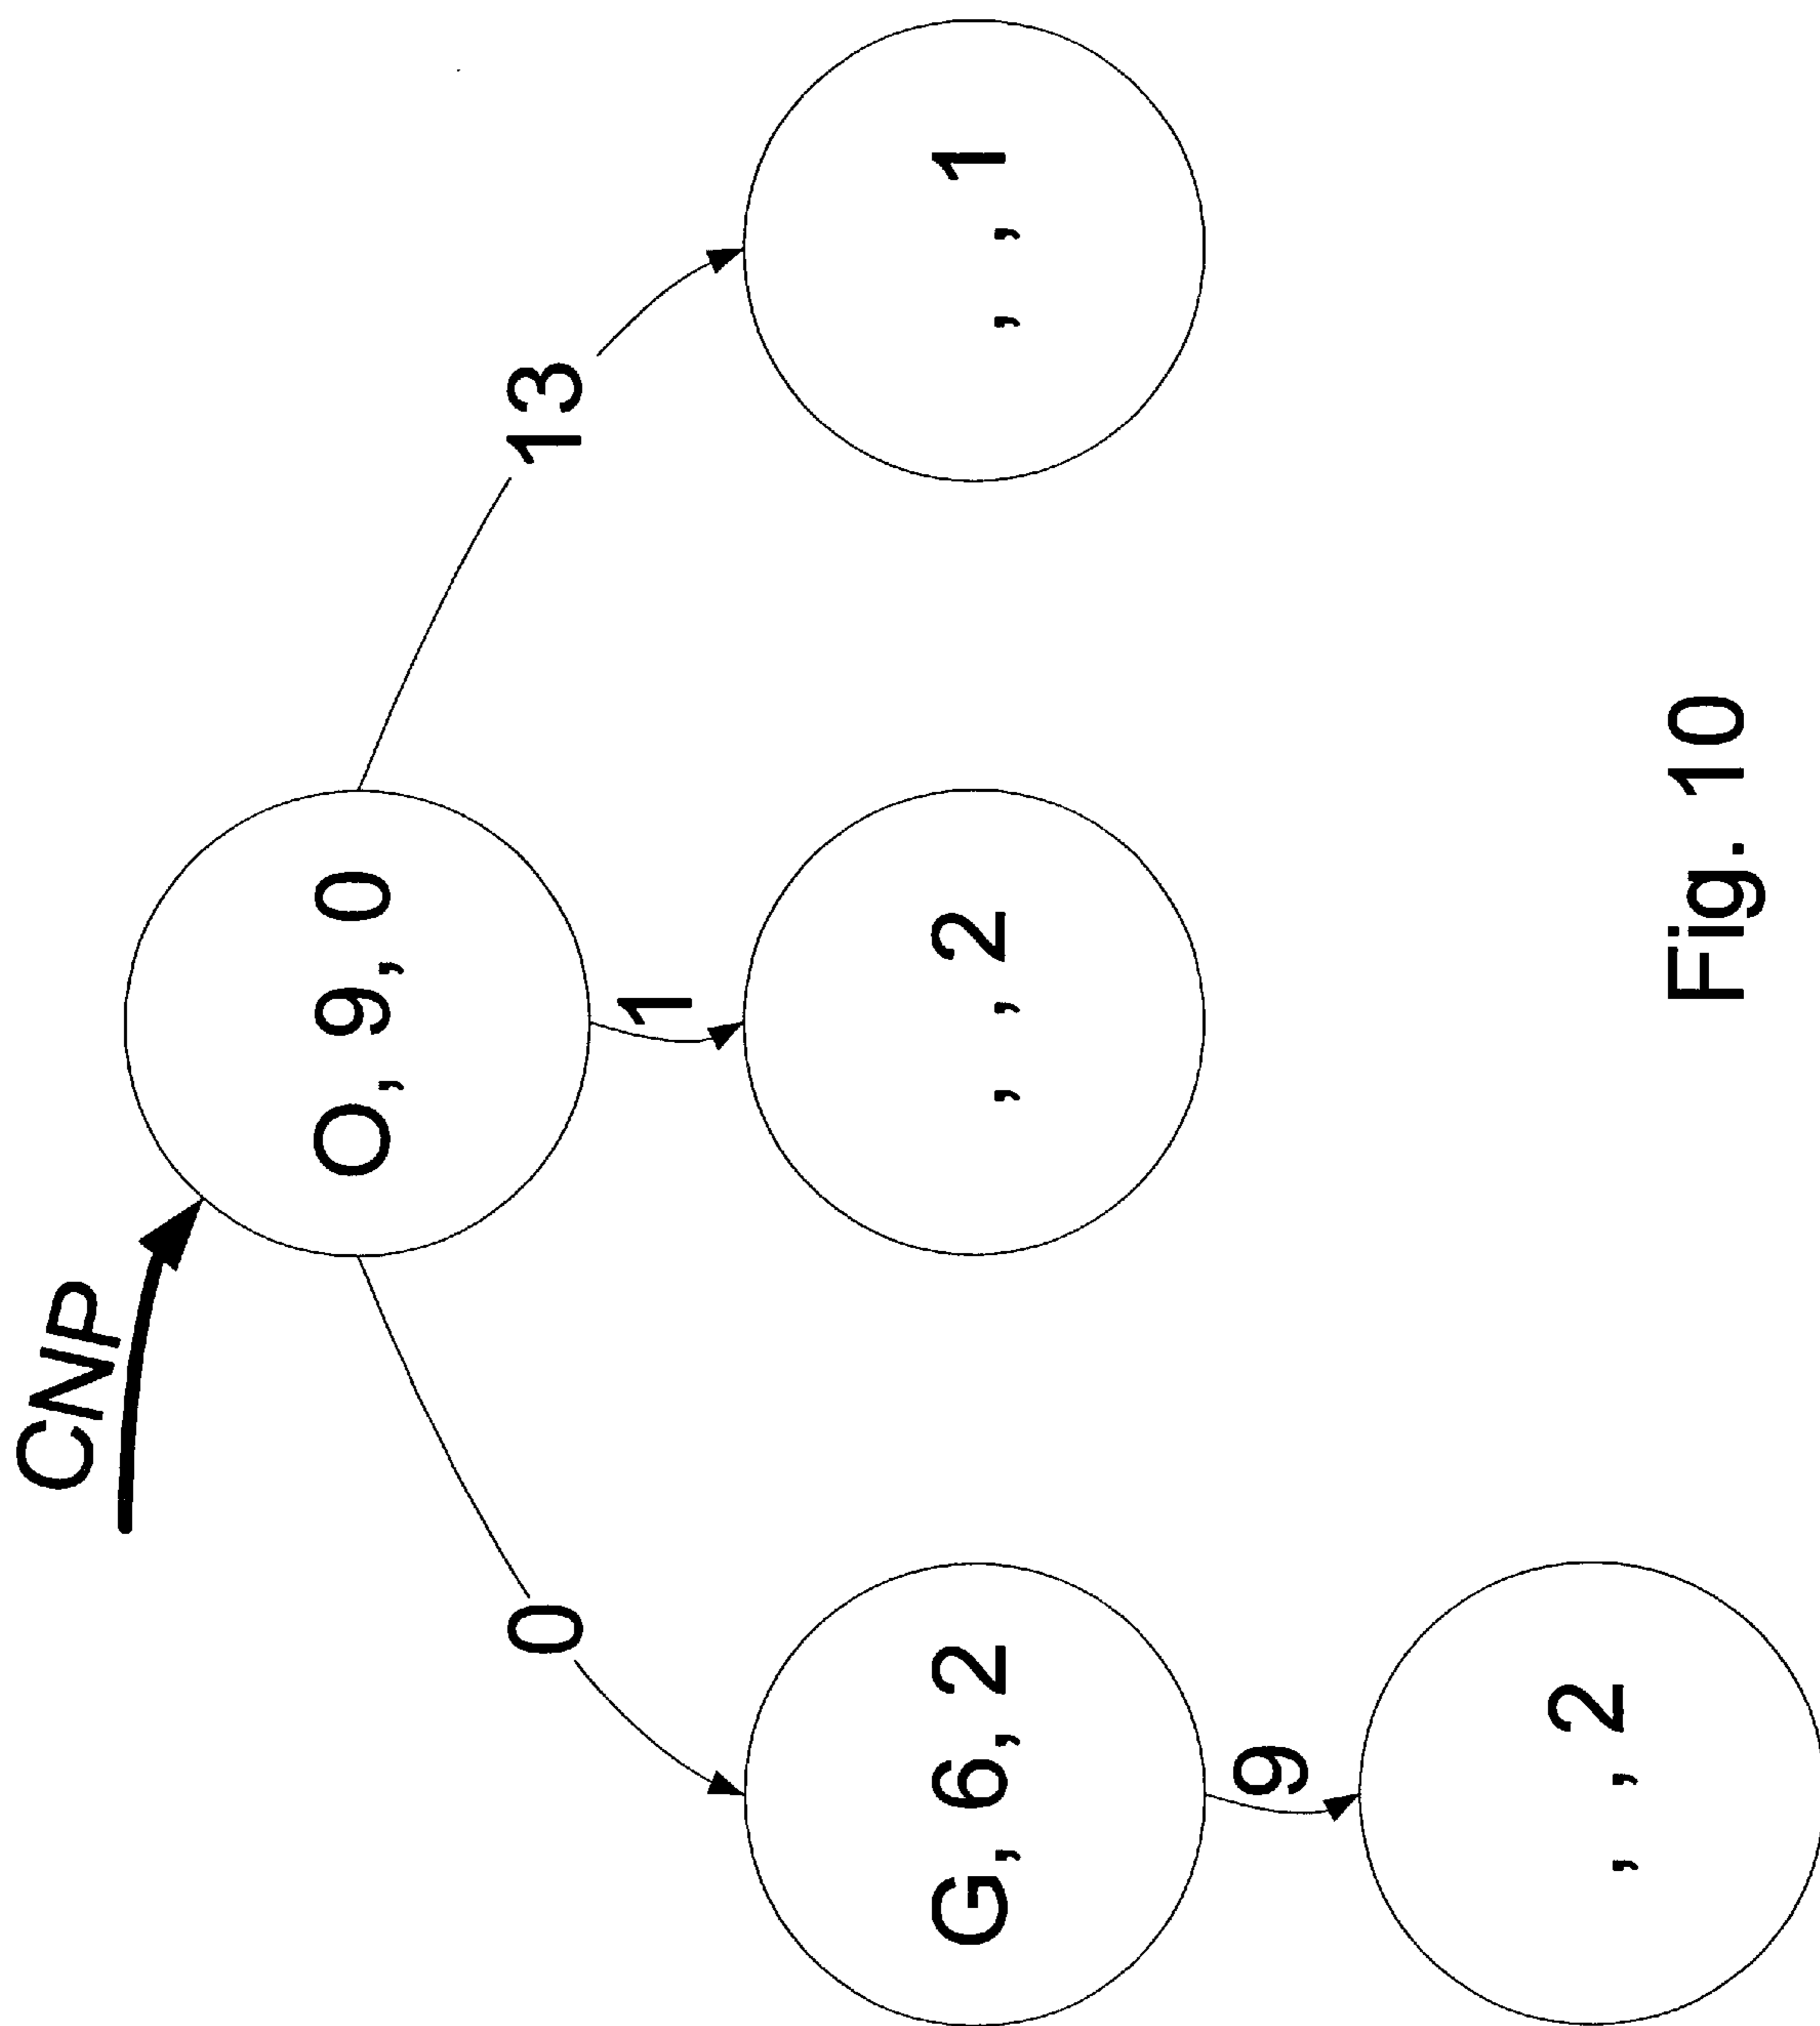 CNP
O, 9, 0
0
13
1
G, 6, 2
, , 2
, , 1
9
, , 2
Fig. 10